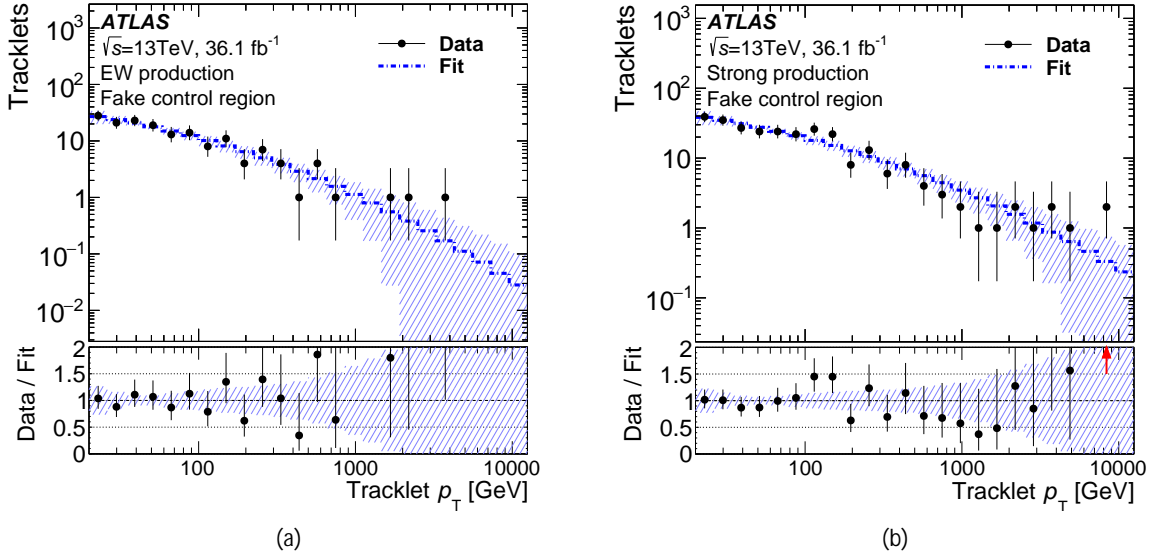 Tracklets
10³
10²
10
1
10⁻¹
10⁻²
ATLAS
√s=13TeV, 36.1 fb⁻¹
EW production
Fake control region
Data
Fit
Data / Fit
2
1.5
1
0.5
0
100
1000
10000
Tracklet p_T [GeV]
(a)
Tracklets
10³
10²
10
1
10⁻¹
ATLAS
√s=13TeV, 36.1 fb⁻¹
Strong production
Fake control region
Data
Fit
Data / Fit
2
1.5
1
0.5
0
100
1000
10000
Tracklet p_T [GeV]
(b)